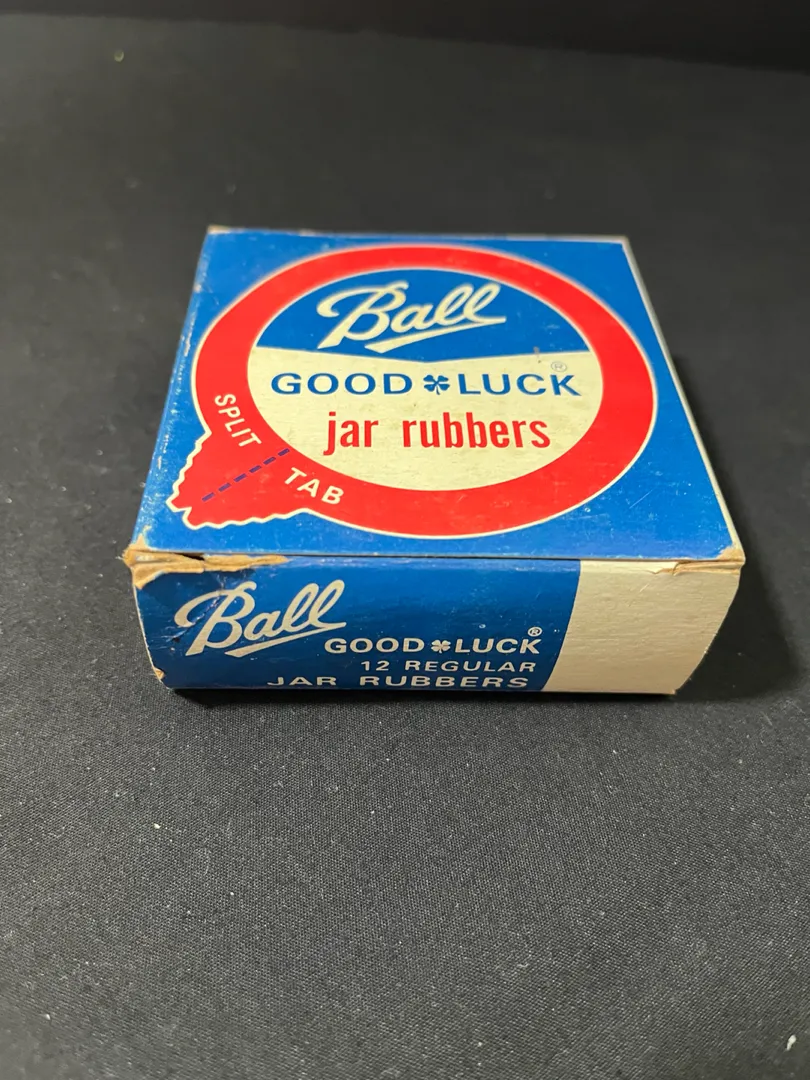 Ball
GOOD LUCK®
jar rubbers
SPLIT TAB
Ball
GOOD LUCK®
12 REGULAR
JAR RUBBERS